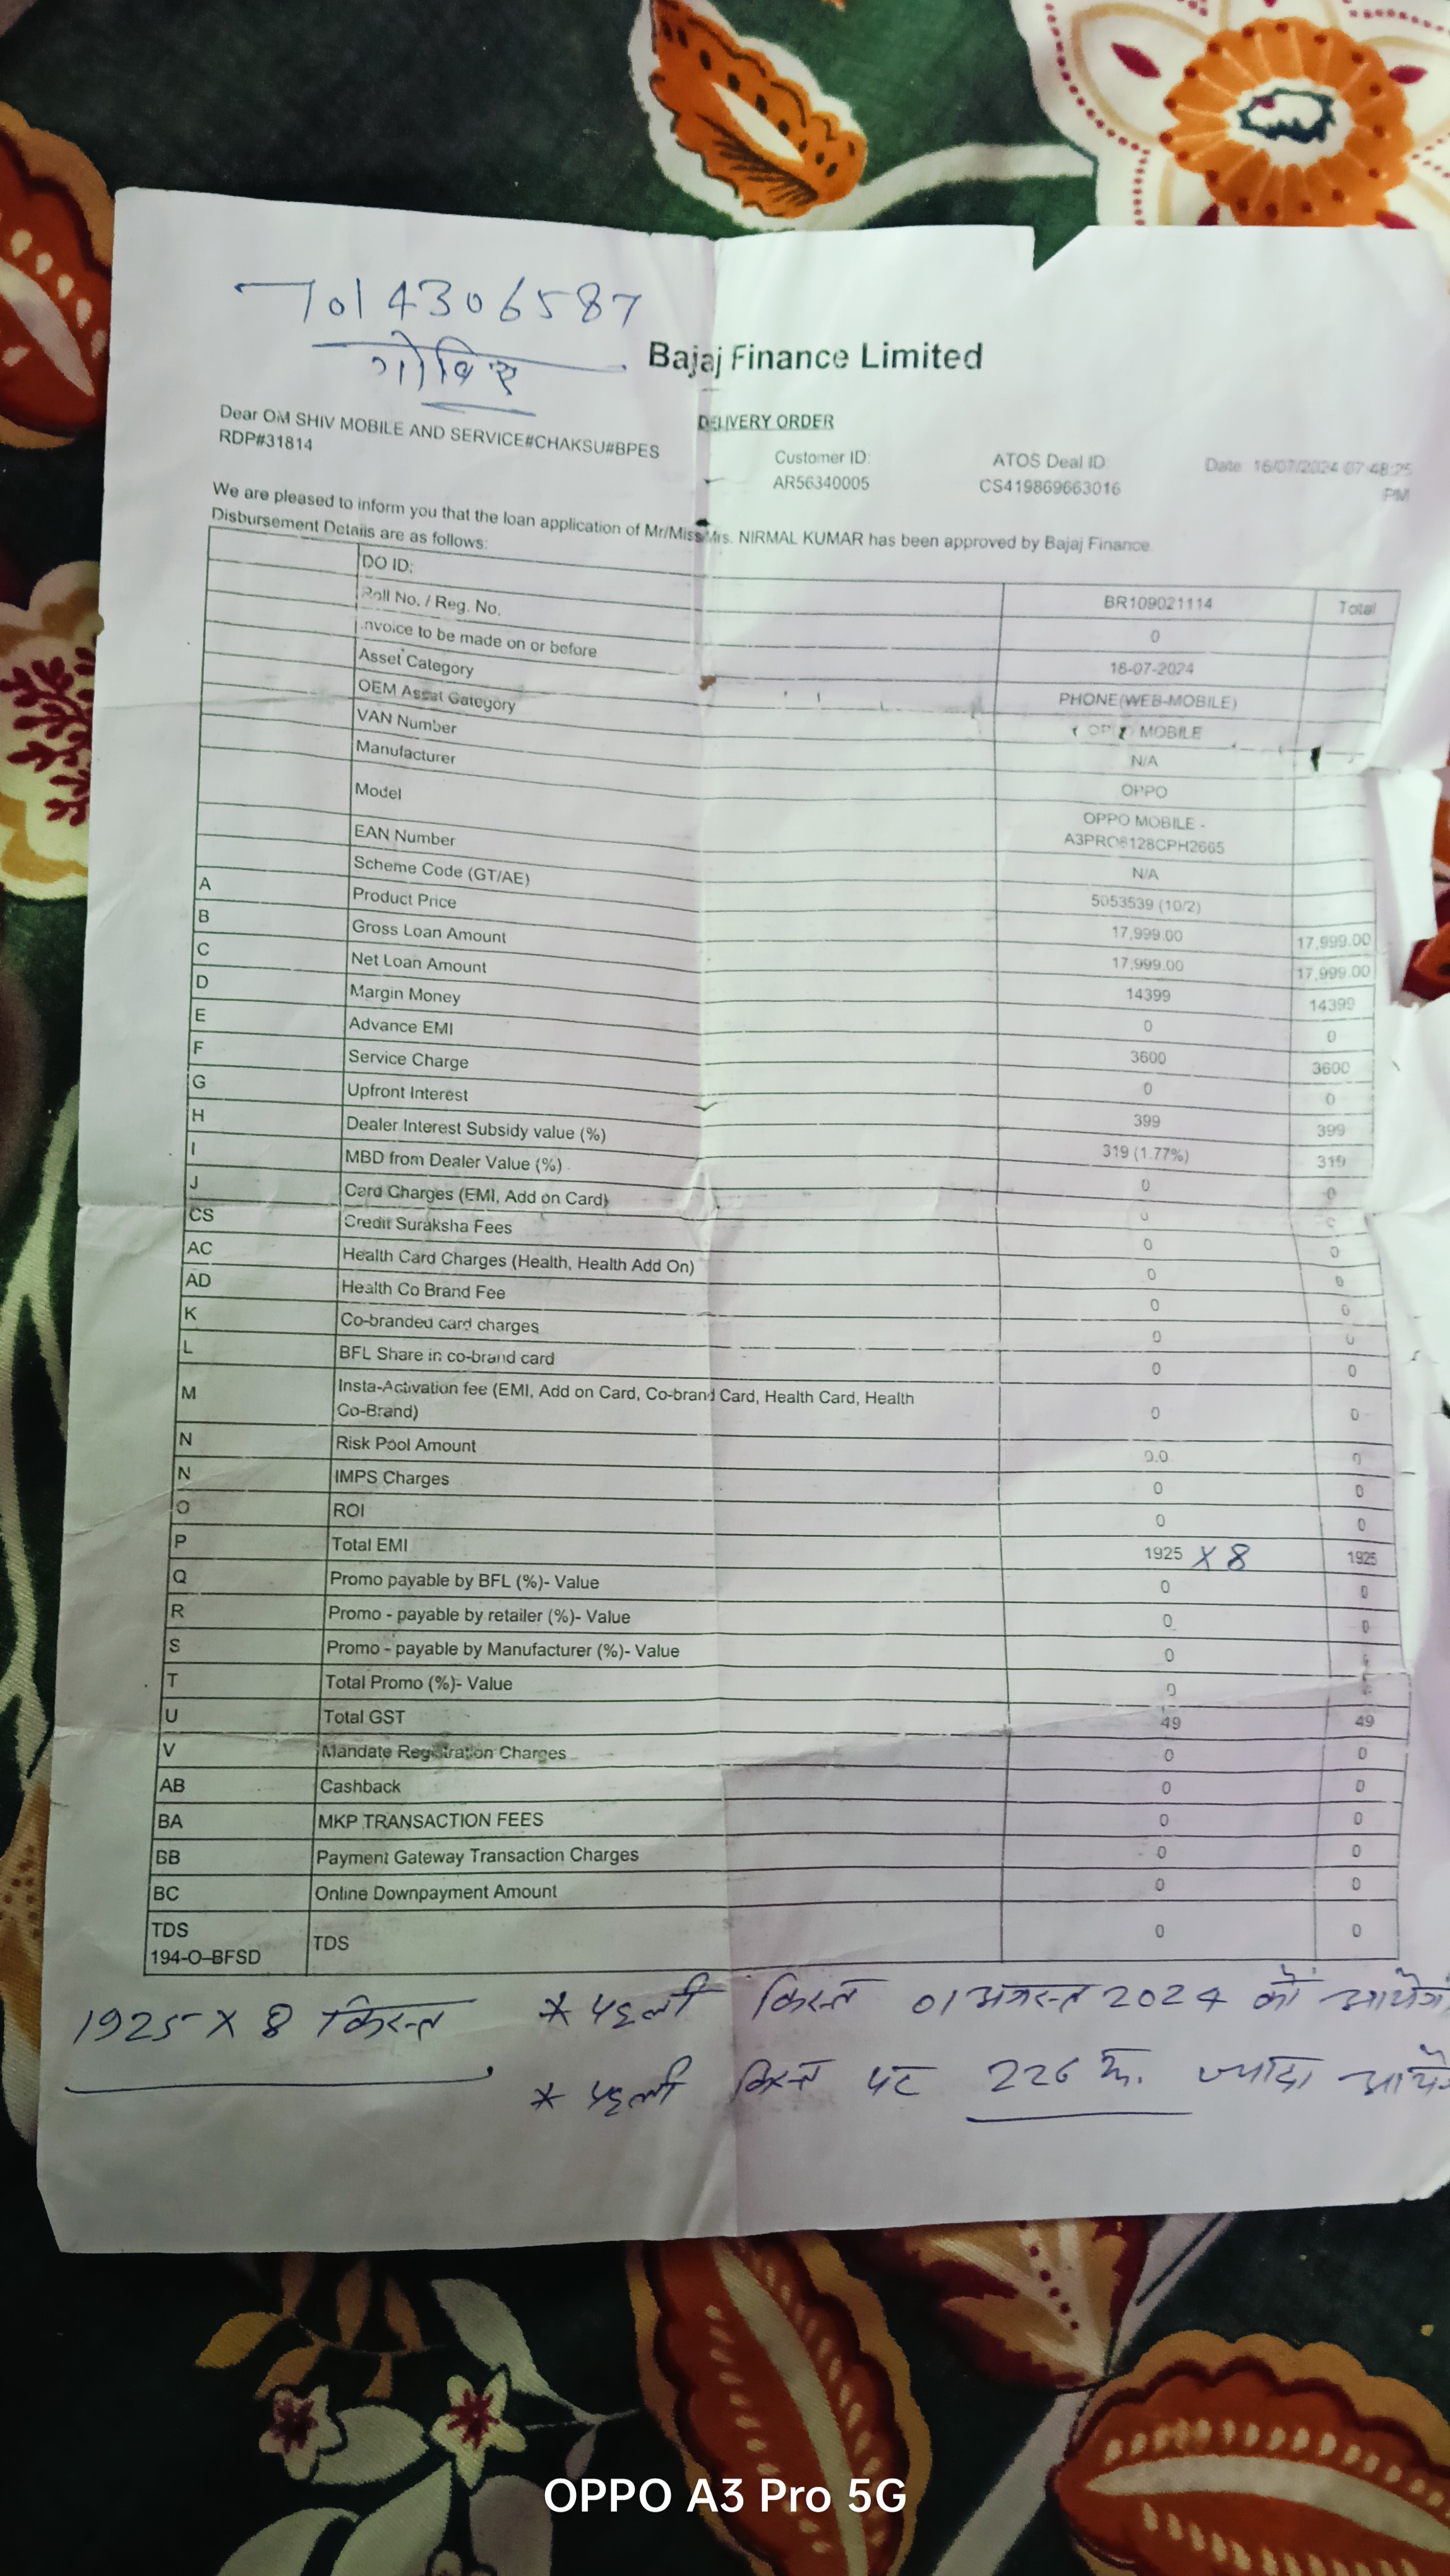 7014306587
गोविन्द
Bajaj Finance Limited
DELIVERY ORDER
Dear OM SHIV MOBILE AND SERVICE#CHAKSU#BPES
RDP#31814
Customer ID:
AR56340005
ATOS Deal ID
CS419869663016
Date: 16/07/2024 07:48:25
PM
We are pleased to inform you that the loan application of Mr/Miss/Mrs. NIRMAL KUMAR has been approved by Bajaj Finance.
Disbursement Details are as follows:
DO ID: BR109021114 Total
Roll No. / Reg. No. 0
Invoice to be made on or before 16-07-2024
Asset Category PHONE(WEB-MOBILE)
OEM Asset Category MOBILE
VAN Number N/A
Manufacturer OPPO
Model OPPO MOBILE -
A3PRO8128CPH2665
EAN Number N/A
Scheme Code (GT/AE) 5053539 (10/2)
A Product Price 17,999.00 17,999.00
B Gross Loan Amount 17,999.00 17,999.00
C Net Loan Amount 14399 14399
D Margin Money 0 0
E Advance EMI 3600 3600
F Service Charge 0 0
G Upfront Interest 399 399
H Dealer Interest Subsidy value (%) 319 (1.77%) 319
I MBD from Dealer Value (%) 0 0
J Card Charges (EMI, Add on Card) 0 0
CS Credit Suraksha Fees 0 0
AC Health Card Charges (Health, Health Add On) 0 0
AD Health Co Brand Fee 0 0
K Co-branded card charges 0 0
L BFL Share in co-brand card 0 0
M Insta-Activation fee (EMI, Add on Card, Co-brand Card, Health Card, Health
Co-Brand) 0 0
N Risk Pool Amount 0.0 0
N IMPS Charges 0 0
O ROI 0 0
P Total EMI 1925 X 8 1925
Q Promo payable by BFL (%)- Value 0 0
R Promo - payable by retailer (%)- Value 0 0
S Promo - payable by Manufacturer (%)- Value 0
T Total Promo (%)- Value 0
U Total GST 49 49
V Mandate Registration Charges 0 0
AB Cashback 0 0
BA MKP TRANSACTION FEES 0 0
BB Payment Gateway Transaction Charges 0 0
BC Online Downpayment Amount 0 0
TDS
194-O–BFSD TDS 0 0
1925 X 8 किस्त
* पहली किस्त 01 अगस्त 2024 को
* पहली किस्त पर 226 रू. ज्यादा
OPPO A3 Pro 5G